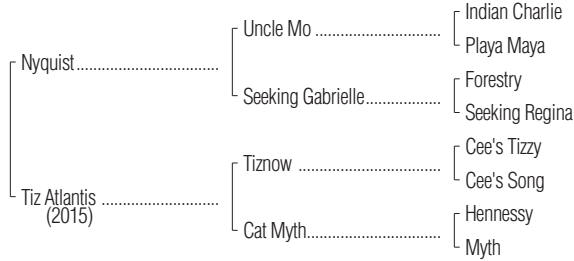 Indian Charlie
Uncle Mo ........................
Playa Maya
Nyquist ...........................
Forestry
Seeking Gabrielle ..............
Seeking Regina
Cee's Tizzy
Tiznow ...........................
Cee's Song
Tiz Atlantis ......................
(2015)
Hennessy
Cat Myth .........................
Myth